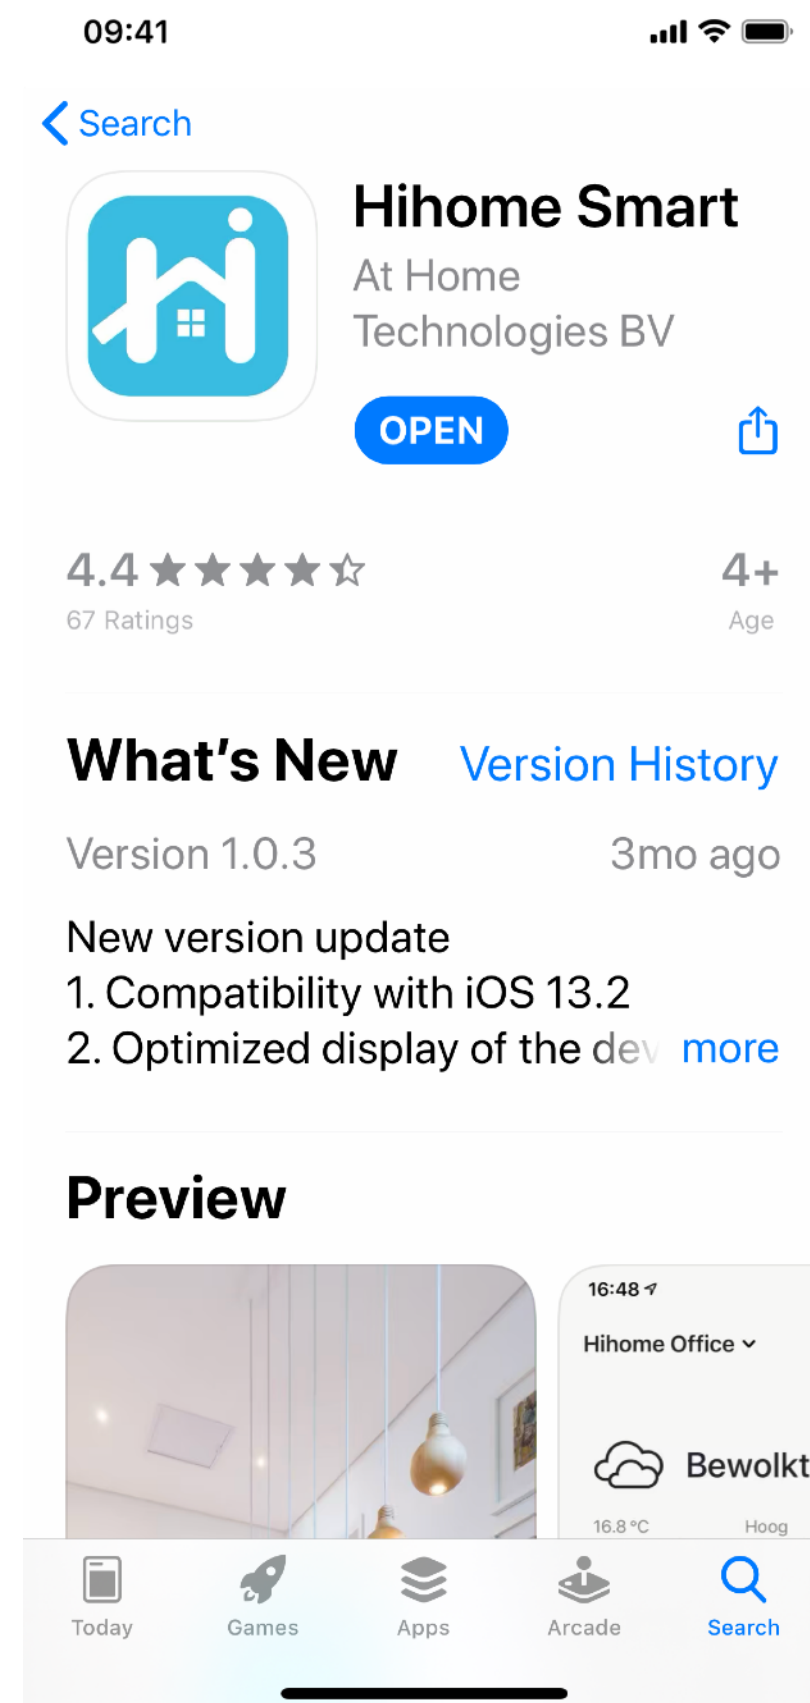 09:41
Search
Hihome Smart
At Home
Technologies BV
OPEN
4.4
4+
67 Ratings
Age
What's New
Version History
Version 1.0.3
3mo ago
New version update
1. Compatibility with iOS 13.2
2. Optimized display of the dev more
Preview
16:48
Hihome Office
Bewolkt
16.8 °C
Hoog
Today
Games
Apps
Arcade
Search